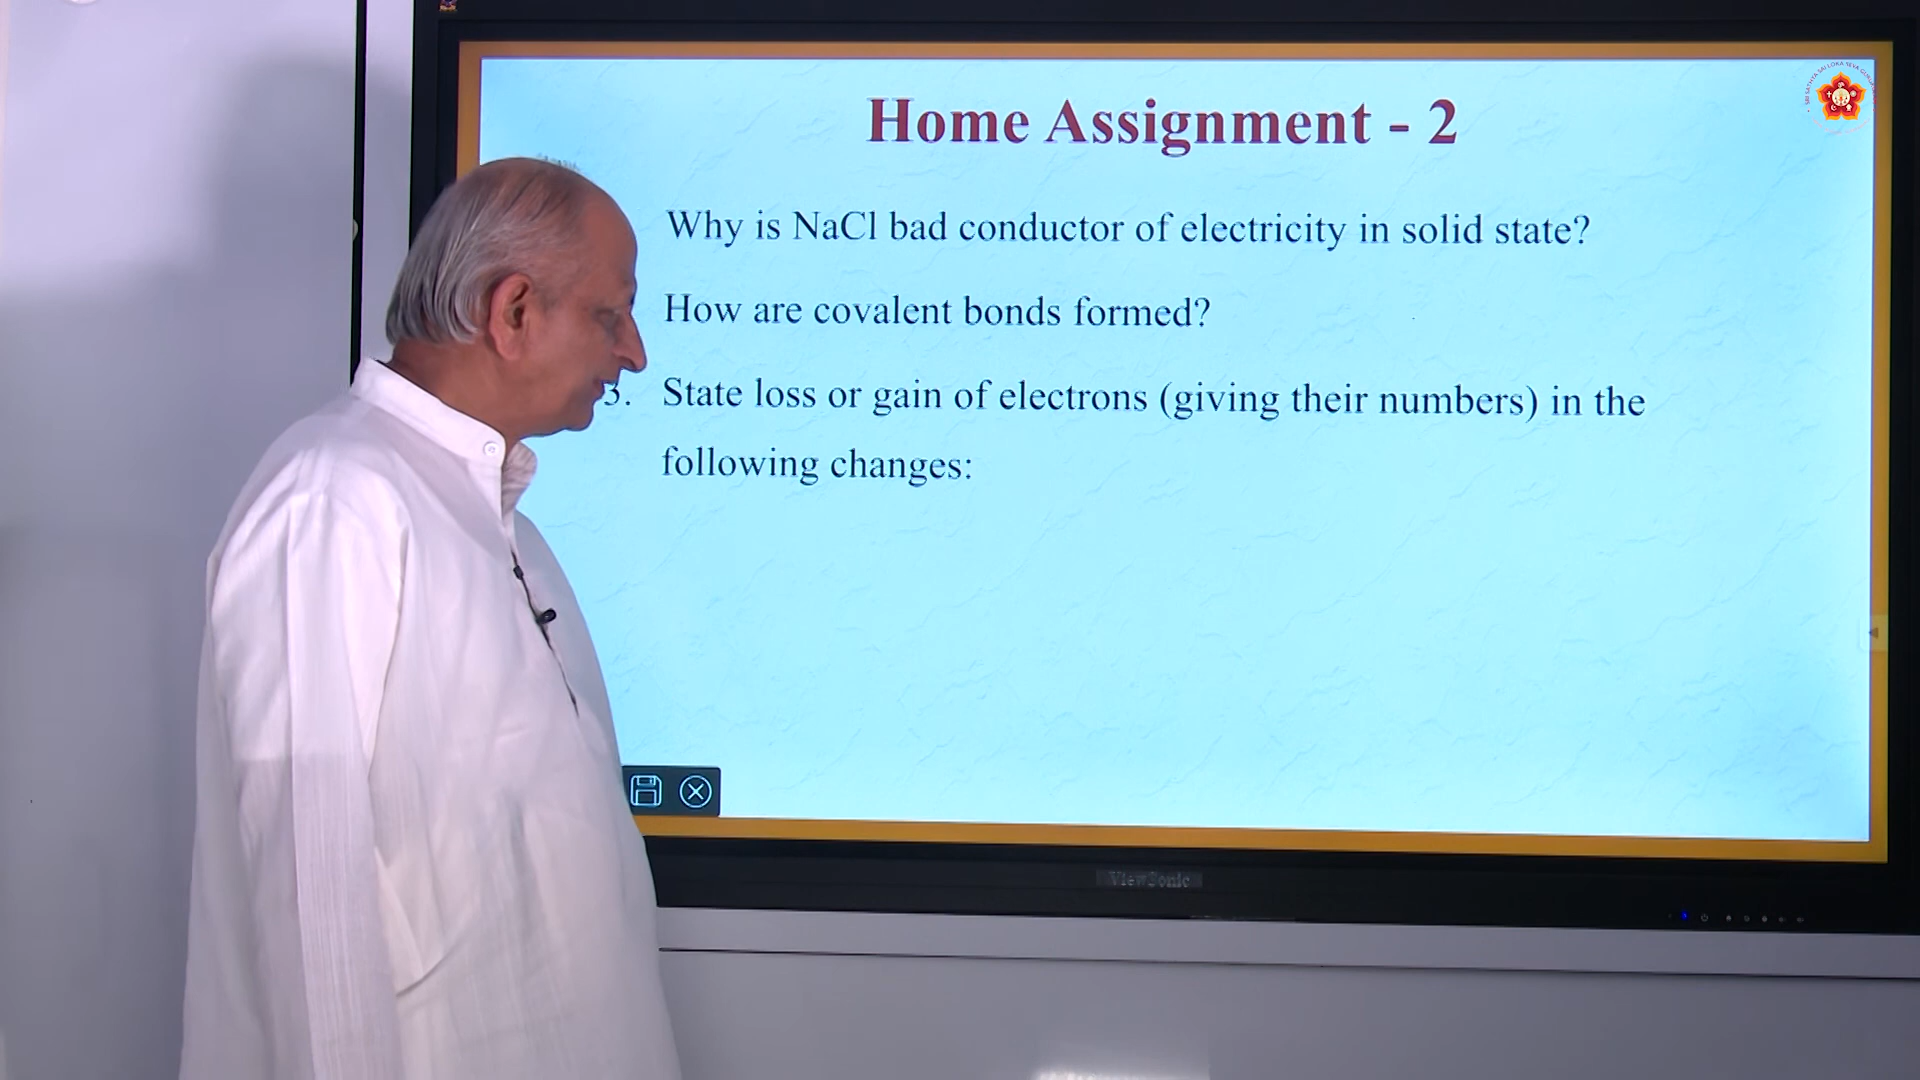 Home Assignment - 2
Why is NaCl bad conductor of electricity in solid state?
How are covalent bonds formed?
3. State loss or gain of electrons (giving their numbers) in the
following changes:
ViewSonic